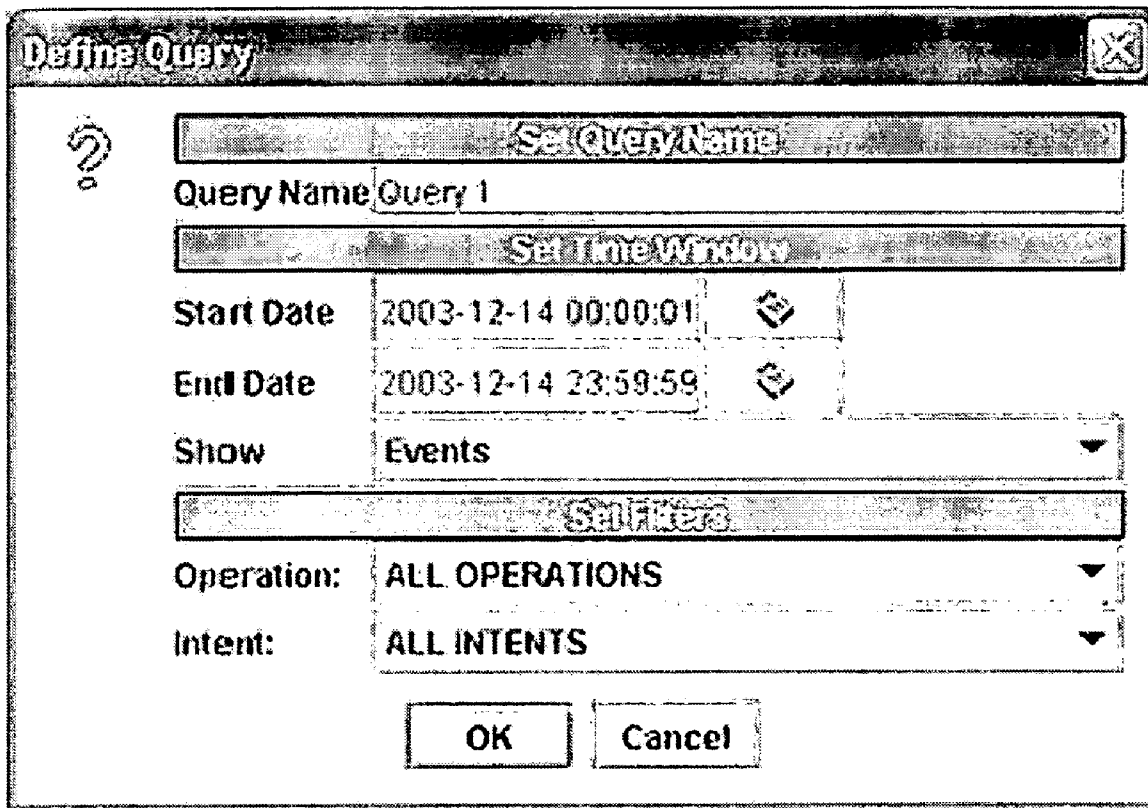 Define Query
Set Query Name
Query Name Query 1
Set Time Window
Start Date 2003-12-14 00:00:01
End Date 2003-12-14 23:59:59
Show Events
Set Filters
Operation: ALL OPERATIONS
Intent: ALL INTENTS
OK Cancel